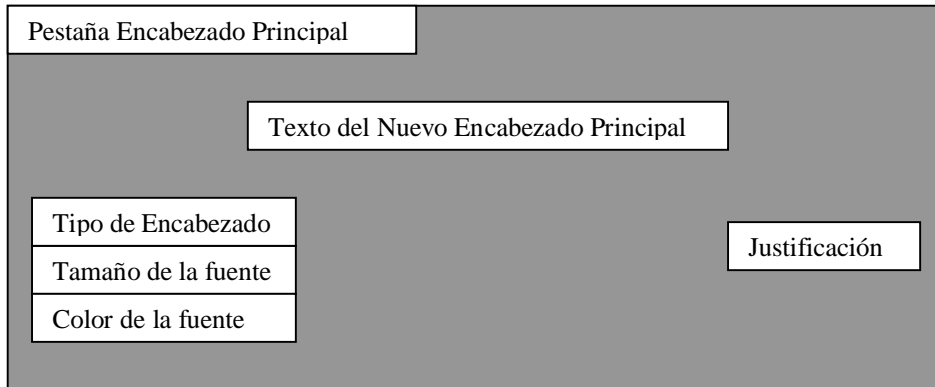 Pestaña Encabezado Principal
Texto del Nuevo Encabezado Principal
Tipo de Encabezado
Tamaño de la fuente
Color de la fuente
Justificación